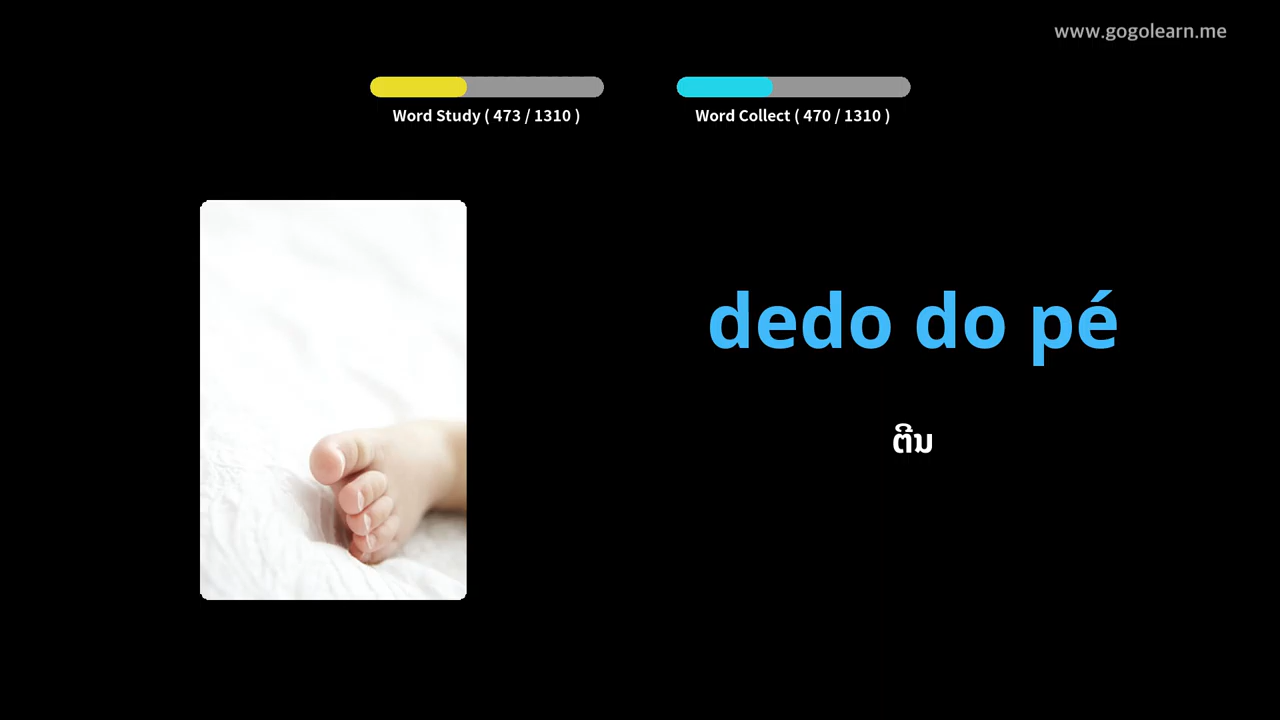 www.gogolearn.me
Word Study ( 473 / 1310 )
Word Collect ( 470 / 1310 )
dedo do pé
ຕີນ